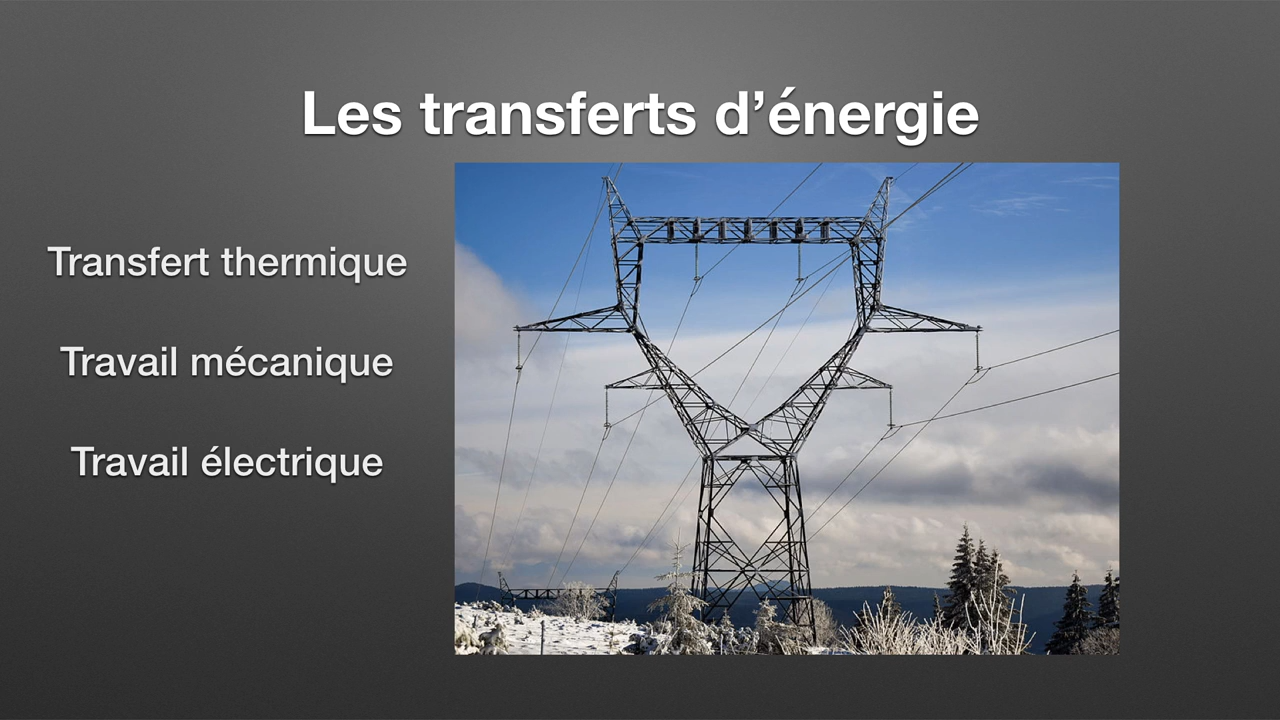 Les transferts d’énergie
Transfert thermique
Travail mécanique
Travail électrique